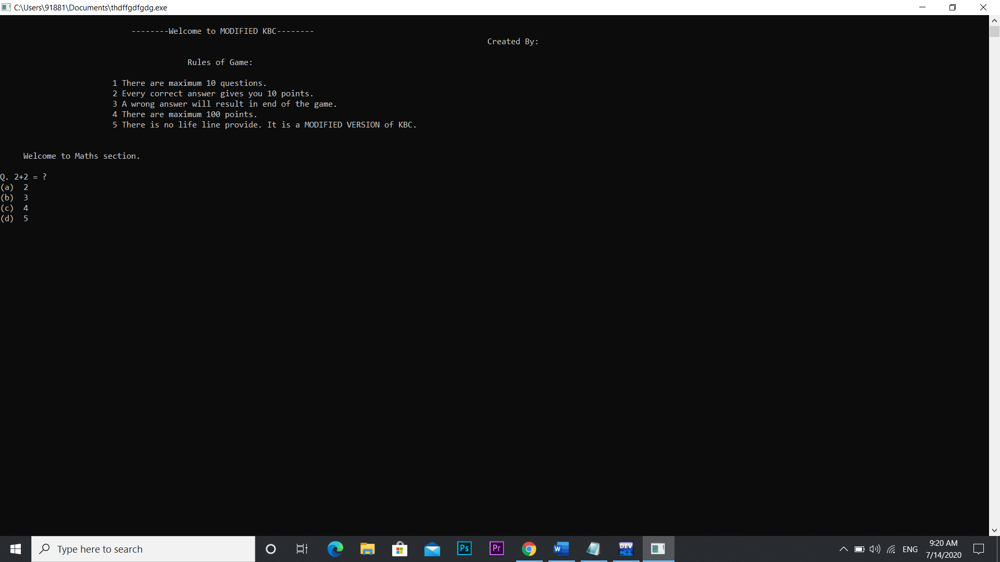 C:\Users\91881\Documents\thdffgdfgdg.exe
--------Welcome to MODIFIED KBC--------
Created By:
Rules of Game:
1 There are maximum 10 questions.
2 Every correct answer gives you 10 points.
3 A wrong answer will result in end of the game.
4 There are maximum 100 points.
5 There is no life line provide. It is a MODIFIED VERSION of KBC.
Welcome to Maths section.
Q. 2+2 = ?
(a)  2
(b)  3
(c)  4
(d)  5
Type here to search
Ps
Pr
W
DEV
C++
ENG
9:20 AM
7/14/2020